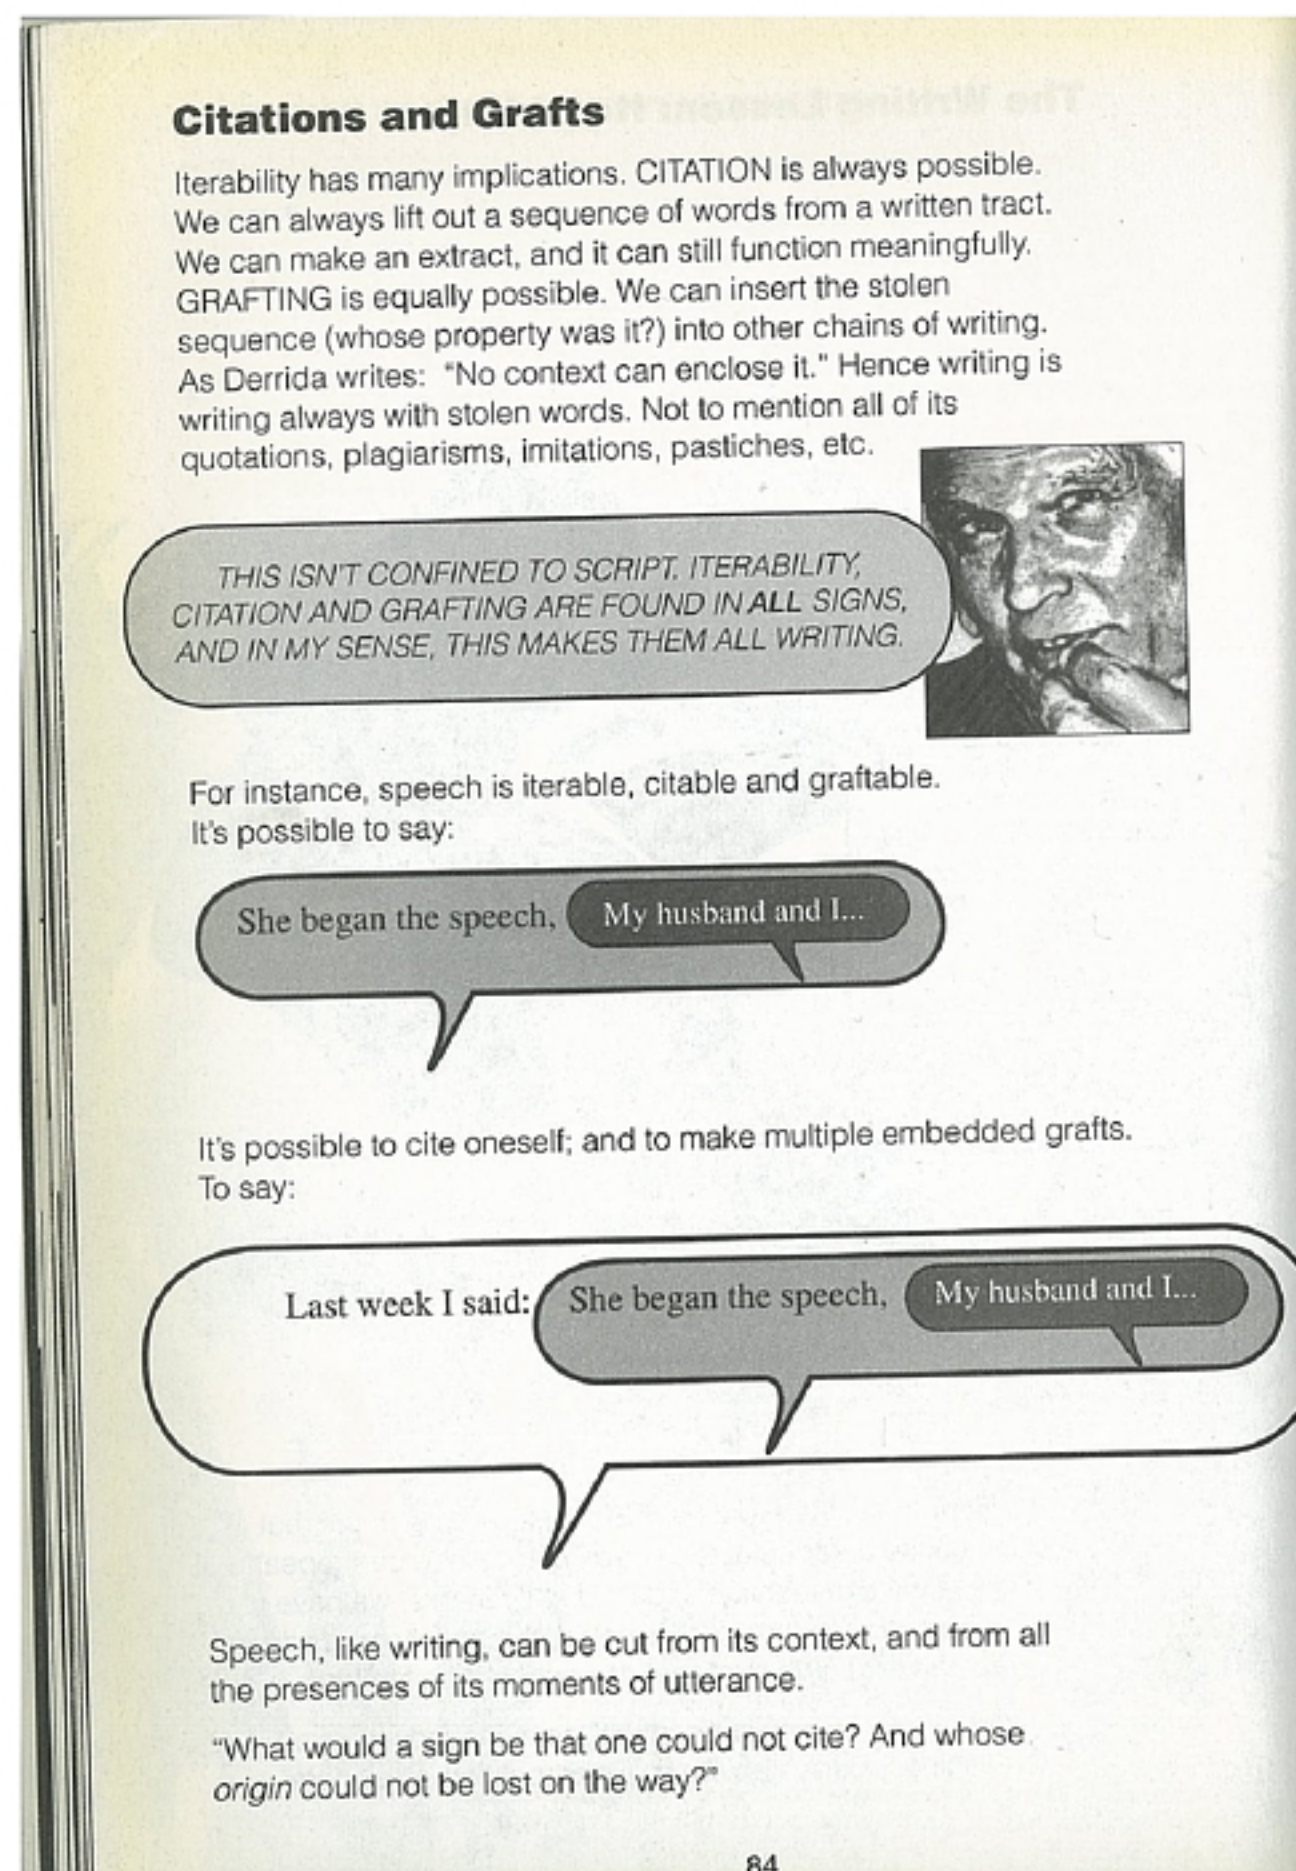 Citations and Grafts
Iterability has many implications. CITATION is always possible.
We can always lift out a sequence of words from a written tract.
We can make an extract, and it can still function meaningfully.
GRAFTING is equally possible. We can insert the stolen
sequence (whose property was it?) into other chains of writing.
As Derrida writes: "No context can enclose it." Hence writing is
writing always with stolen words. Not to mention all of its
quotations, plagiarisms, imitations, pastiches, etc.
THIS ISN'T CONFINED TO SCRIPT. ITERABILITY,
CITATION AND GRAFTING ARE FOUND IN ALL SIGNS,
AND IN MY SENSE, THIS MAKES THEM ALL WRITING.
For instance, speech is iterable, citable and graftable.
It's possible to say:
She began the speech, My husband and I...
It's possible to cite oneself; and to make multiple embedded grafts.
To say:
Last week I said: She began the speech, My husband and I...
Speech, like writing, can be cut from its context, and from all
the presences of its moments of utterance.
"What would a sign be that one could not cite? And whose
origin could not be lost on the way?"
84